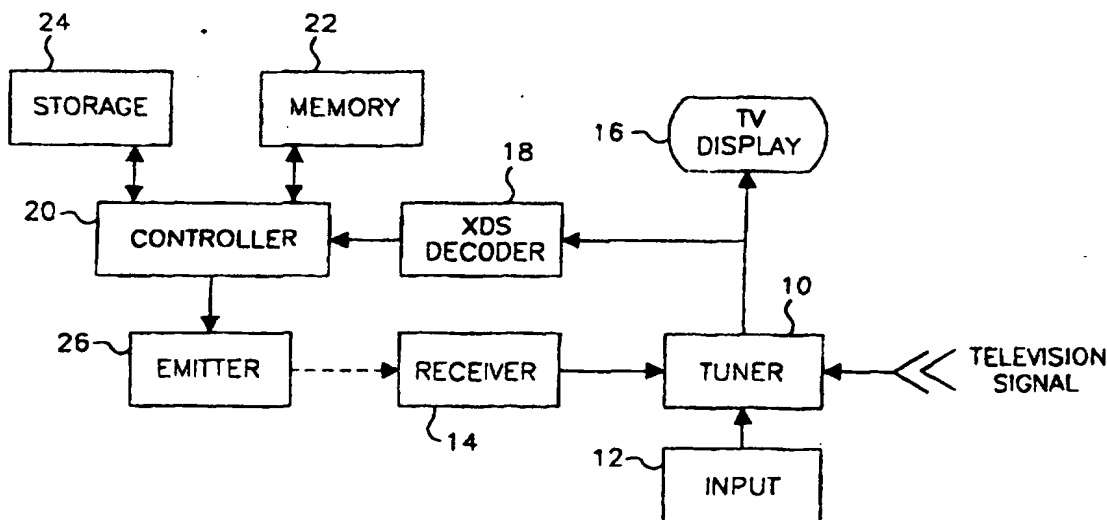 24
22
STORAGE
MEMORY
16
TV
DISPLAY
18
20
CONTROLLER
XDS
DECODER
10
26
EMITTER
RECEIVER
TUNER
TELEVISION
SIGNAL
14
12
INPUT